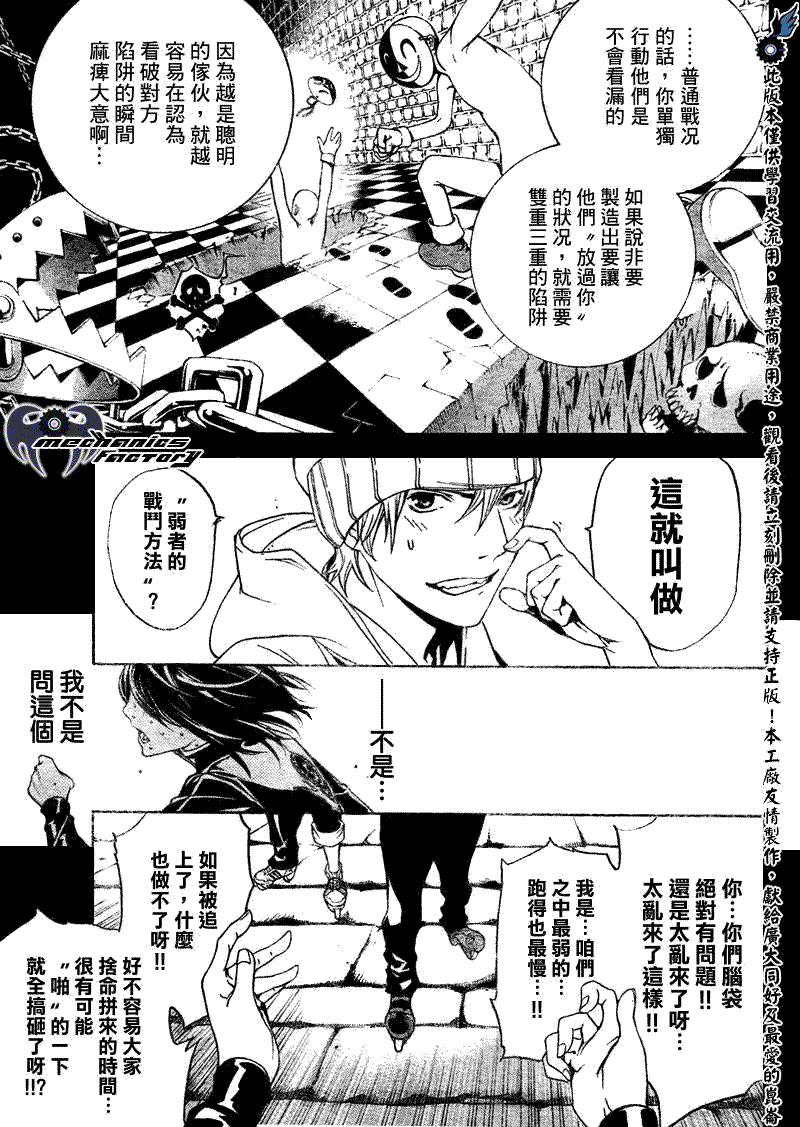 ……普通戰况
的話，你單獨
行動他們是
不會看漏的
如果說非要
製造出要讓
他們〝放過你〞
的狀况，就需要
雙重三重的陷阱
因為越是聰明
的傢伙，就越
容易在認為
看破對方
陷阱的瞬間
麻痺大意啊…
mechanics
factory
這就叫做
〝弱者的
戰鬥方法〞？
──不是…
我不是
問這個
你…你們腦袋
絕對有問題!!
還是太亂來了呀…
太亂來了這樣!!
我是…咱們
之中最弱的…
跑得也最慢…!!
如果被追
上了，什麼
也做不了呀!!
好不容易大家
捨命拼來的時間…
很有可能
〝啪〞的一下
就全搞砸了呀!!?
此版本僅供學習交流用，嚴禁商業用途，觀看後請立刻刪除並請支持正版！本工廠友情製作，獻給廣大同好及最愛的崑崙